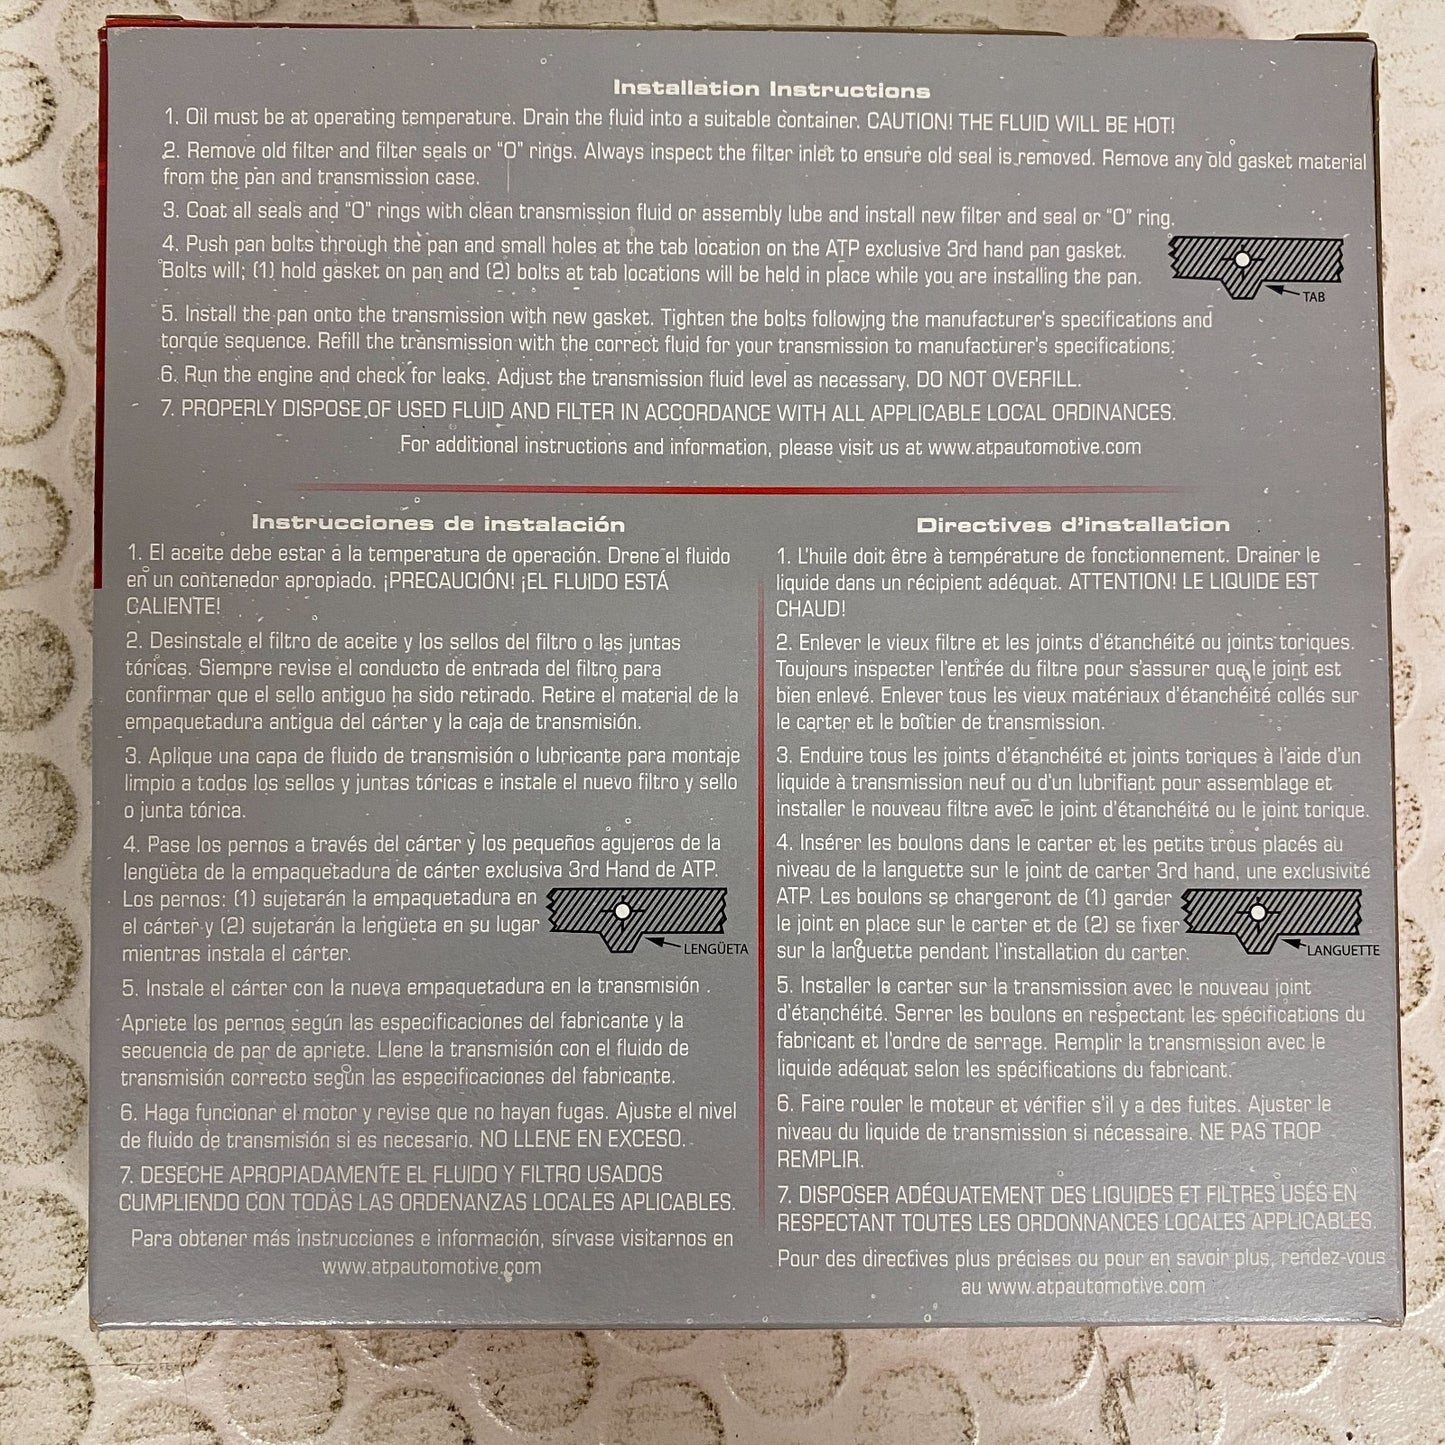 Installation Instructions
1. Oil must be at operating temperature. Drain the fluid into a suitable container. CAUTION! THE FLUID WILL BE HOT!
2. Remove old filter and filter seals or "O" rings. Always inspect the filter inlet to ensure old seal is removed. Remove any old gasket material
from the pan and transmission case.
3. Coat all seals and "O" rings with clean transmission fluid or assembly lube and install new filter and seal or "O" ring.
4. Push pan bolts through the pan and small holes at the tab location on the ATP exclusive 3rd hand pan gasket.
Bolts will; (1) hold gasket on pan and (2) bolts at tab locations will be held in place while you are installing the pan.
TAB
5. Install the pan onto the transmission with new gasket. Tighten the bolts following the manufacturer's specifications and
torque sequence. Refill the transmission with the correct fluid for your transmission to manufacturer's specifications.
6. Run the engine and check for leaks. Adjust the transmission fluid level as necessary. DO NOT OVERFILL.
7. PROPERLY DISPOSE OF USED FLUID AND FILTER IN ACCORDANCE WITH ALL APPLICABLE LOCAL ORDINANCES.
For additional instructions and information, please visit us at www.atpautomotive.com
Instrucciones de instalación
1. El aceite debe estar a la temperatura de operación. Drene el fluido
en un contenedor apropiado. ¡PRECAUCIÓN! ¡EL FLUIDO ESTÁ
CALIENTE!
2. Desinstale el filtro de aceite y los sellos del filtro o las juntas
tóricas. Siempre revise el conducto de entrada del filtro para
confirmar que el sello antiguo ha sido retirado. Retire el material de la
empaquetadura antigua del cárter y la caja de transmisión.
3. Aplique una capa de fluido de transmisión o lubricante para montaje
limpio a todos los sellos y juntas tóricas e instale el nuevo filtro y sello
o junta tórica.
4. Pase los pernos a través del cárter y los pequeños agujeros de la
lengüeta de la empaquetadura de cárter exclusiva 3rd Hand de ATP.
Los pernos: (1) sujetarán la empaquetadura en
el cárter y (2) sujetarán la lengüeta en su lugar
mientras instala el cárter.
LENGÜETA
5. Instale el cárter con la nueva empaquetadura en la transmisión .
Apriete los pernos según las especificaciones del fabricante y la
secuencia de par de apriete. Llene la transmisión con el fluido de
transmisión correcto según las especificaciones del fabricante.
6. Haga funcionar el motor y revise que no hayan fugas. Ajuste el nivel
de fluido de transmisión si es necesario. NO LLENE EN EXCESO.
7. DESECHE APROPIADAMENTE EL FLUIDO Y FILTRO USADOS
CUMPLIENDO CON TODAS LAS ORDENANZAS LOCALES APLICABLES.
Para obtener más instrucciones e información, sírvase visitarnos en
www.atpautomotive.com
Directives d'installation
1. L'huile doit être à température de fonctionnement. Drainer le
liquide dans un récipient adéquat. ATTENTION! LE LIQUIDE EST
CHAUD!
2. Enlever le vieux filtre et les joints d'étanchéité ou joints toriques.
Toujours inspecter l'entrée du filtre pour s'assurer que le joint est
bien enlevé. Enlever tous les vieux matériaux d'étanchéité collés sur
le carter et le boîtier de transmission.
3. Enduire tous les joints d'étanchéité et joints toriques à l'aide d'un
liquide à transmission neuf ou d'un lubrifiant pour assemblage et
installer le nouveau filtre avec le joint d'étanchéité ou le joint torique.
4. Insérer les boulons dans le carter et les petits trous placés au
niveau de la languette sur le joint de carter 3rd hand, une exclusivité
ATP. Les boulons se chargeront de (1) garder
le joint en place sur le carter et de (2) se fixer
sur la languette pendant l'installation du carter.
LANGUETTE
5. Installer le carter sur la transmission avec le nouveau joint
d'étanchéité. Serrer les boulons en respectant les spécifications du
fabricant et l'ordre de serrage. Remplir la transmission avec le
liquide adéquat selon les spécifications du fabricant.
6. Faire rouler le moteur et vérifier s'il y a des fuites. Ajuster le
niveau du liquide de transmission si nécessaire. NE PAS TROP
REMPLIR.
7. DISPOSER ADÉQUATEMENT DES LIQUIDES ET FILTRES USÉS EN
RESPECTANT TOUTES LES ORDONNANCES LOCALES APPLICABLES.
Pour des directives plus précises ou pour en savoir plus, rendez-vous
au www.atpautomotive.com